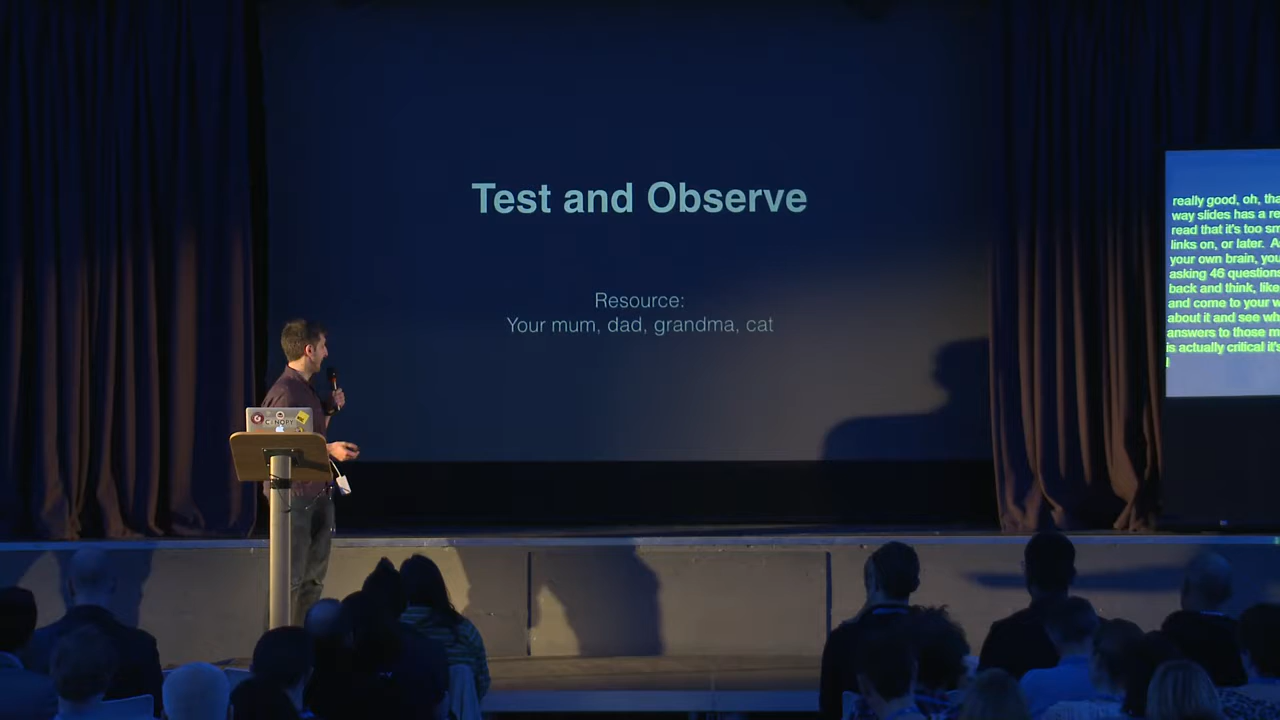 Test and Observe
Resource:
Your mum, dad, grandma, cat
really good, oh, tha
way slides has a re
read that it's too sm
links on, or later. A
your own brain, you
asking 46 questions
back and think, like
and come to your w
about it and see wh
answers to those m
is actually critical it's
CANOPY